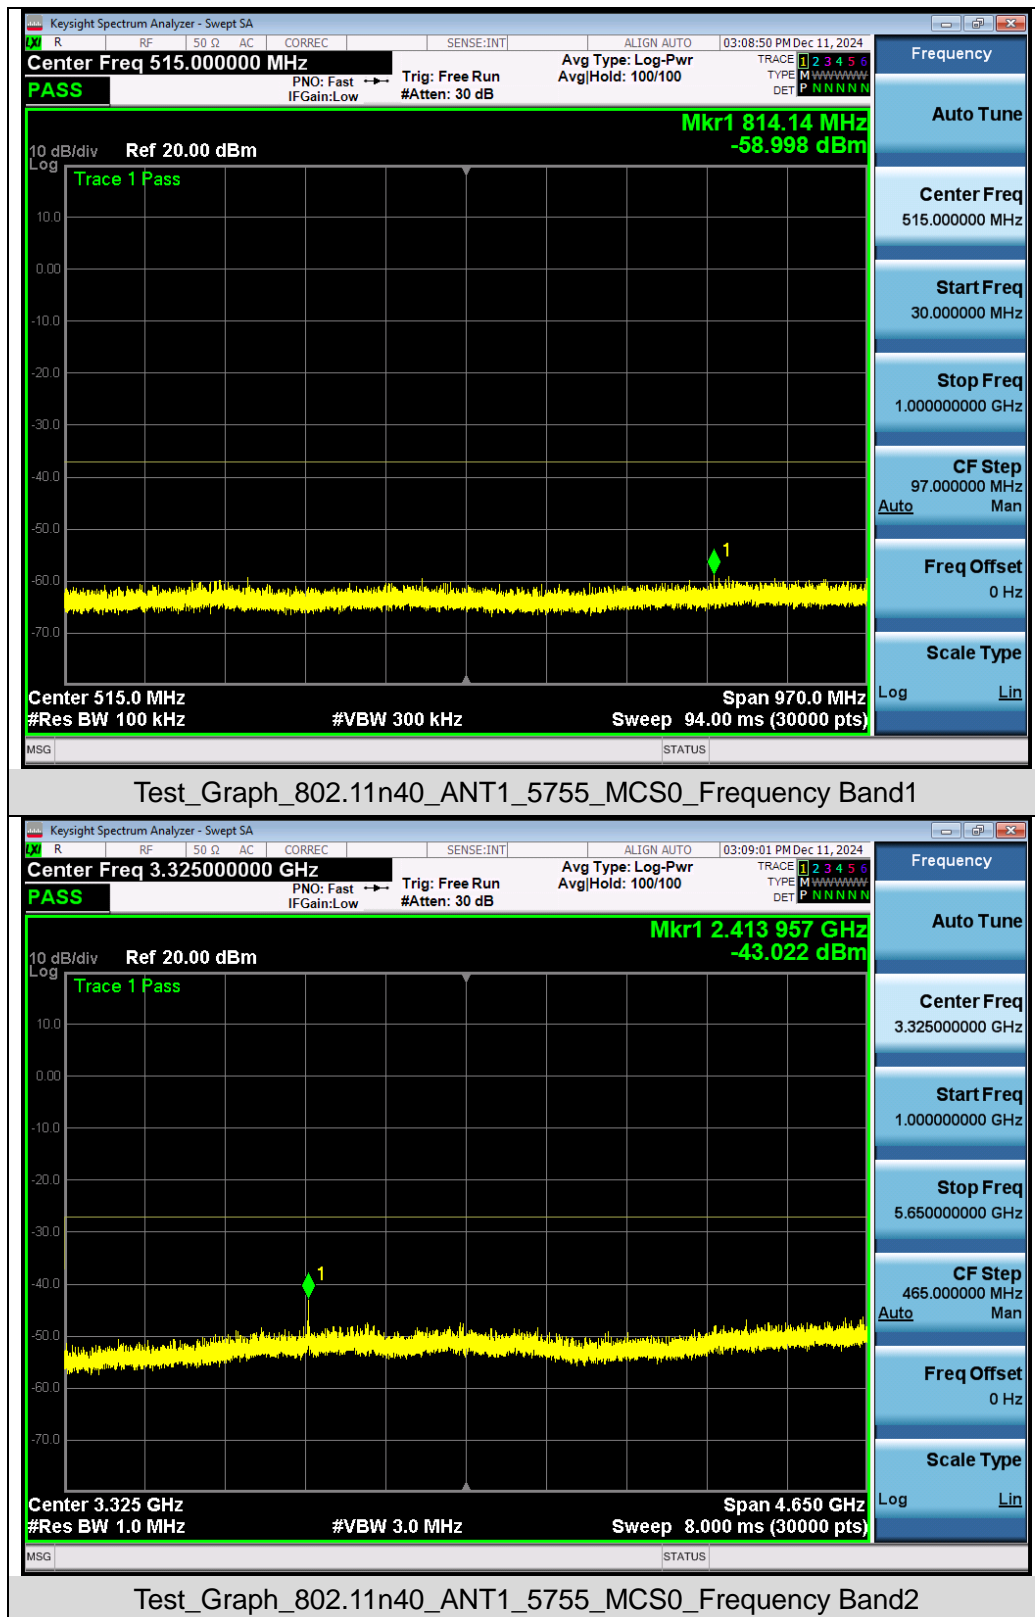 Keysight Spectrum Analyzer - Swept SA
LXI R RF 50 Ω AC CORREC SENSE:INT ALIGN AUTO 03:08:50 PM Dec 11, 2024
Center Freq 515.000000 MHz Avg Type: Log-Pwr TRACE 1 2 3 4 5 6
PNO: Fast Trig: Free Run Avg|Hold: 100/100 TYPE M WWWWW
PASS IFGain:Low #Atten: 30 dB DET P N N N N N
Mkr1 814.14 MHz
10 dB/div Ref 20.00 dBm -58.998 dBm
Log
Trace 1 Pass
10.0
0.00
-10.0
-20.0
-30.0
-40.0
-50.0
1
-60.0
-70.0
Center 515.0 MHz Span 970.0 MHz
#Res BW 100 kHz #VBW 300 kHz Sweep 94.00 ms (30000 pts)
MSG STATUS
Frequency
Auto Tune
Center Freq
515.000000 MHz
Start Freq
30.000000 MHz
Stop Freq
1.000000000 GHz
CF Step
97.000000 MHz
Auto Man
Freq Offset
0 Hz
Scale Type
Log Lin
Test_Graph_802.11n40_ANT1_5755_MCS0_Frequency Band1
Keysight Spectrum Analyzer - Swept SA
LXI R RF 50 Ω AC CORREC SENSE:INT ALIGN AUTO 03:09:01 PM Dec 11, 2024
Center Freq 3.325000000 GHz Avg Type: Log-Pwr TRACE 1 2 3 4 5 6
PNO: Fast Trig: Free Run Avg|Hold: 100/100 TYPE M WWWWW
PASS IFGain:Low #Atten: 30 dB DET P N N N N N
Mkr1 2.413 957 GHz
10 dB/div Ref 20.00 dBm -43.022 dBm
Log
Trace 1 Pass
10.0
0.00
-10.0
-20.0
-30.0
1
-40.0
-50.0
-60.0
-70.0
Center 3.325 GHz Span 4.650 GHz
#Res BW 1.0 MHz #VBW 3.0 MHz Sweep 8.000 ms (30000 pts)
MSG STATUS
Frequency
Auto Tune
Center Freq
3.325000000 GHz
Start Freq
1.000000000 GHz
Stop Freq
5.650000000 GHz
CF Step
465.000000 MHz
Auto Man
Freq Offset
0 Hz
Scale Type
Log Lin
Test_Graph_802.11n40_ANT1_5755_MCS0_Frequency Band2